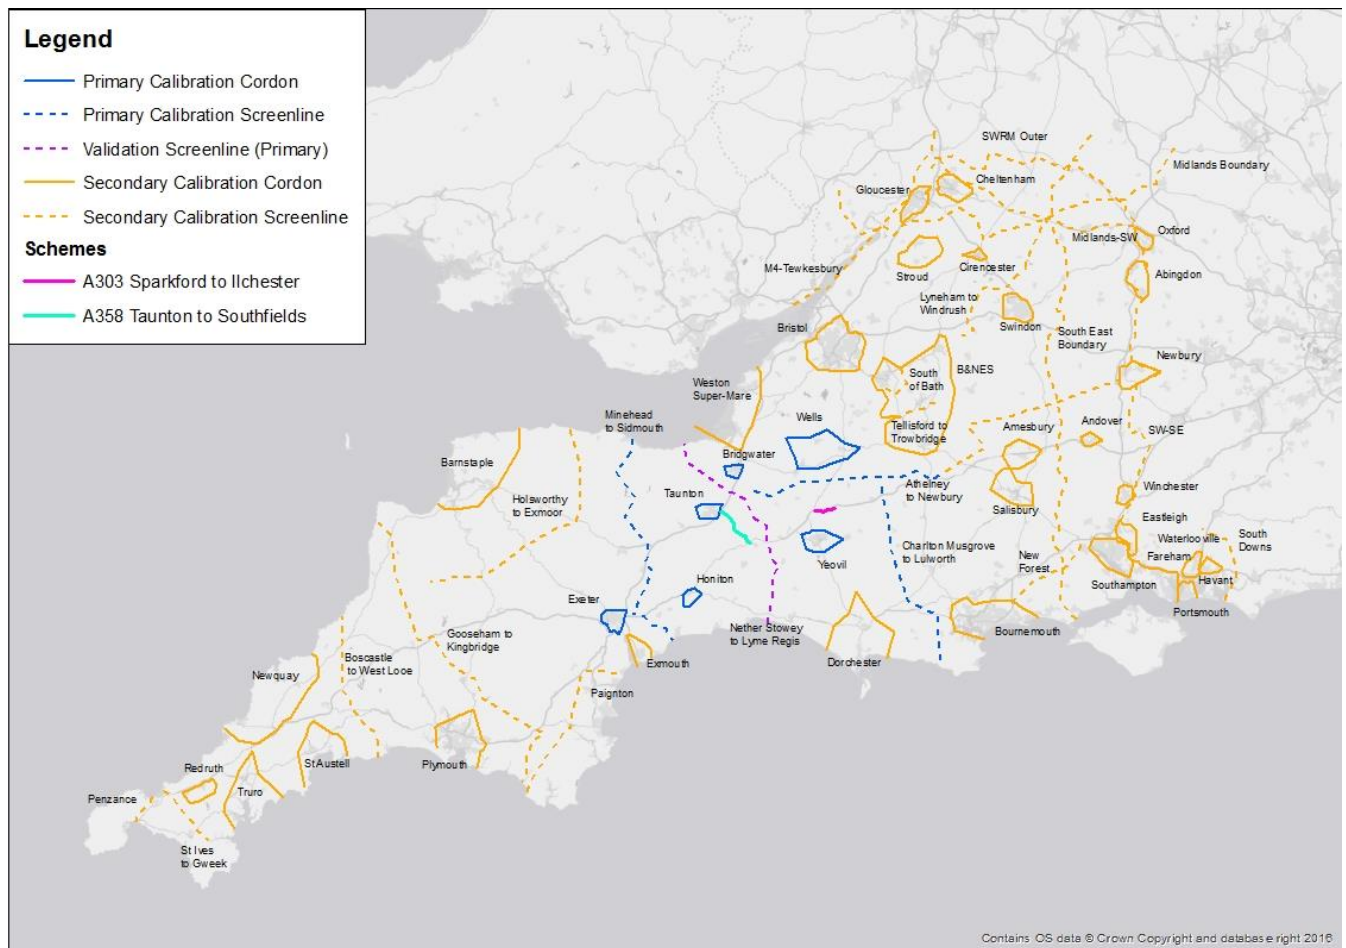 Legend
Primary Calibration Cordon
Primary Calibration Screenline
Validation Screenline (Primary)
Secondary Calibration Cordon
Secondary Calibration Screenline
Schemes
A303 Sparkford to Ilchester
A358 Taunton to Southfields
SWRM Outer
Midlands Boundary
Gloucester
Cheltenham
Midlands-SW
Oxford
M4-Tewkesbury
Stroud
Cirencester
Abingdon
Lyneham to
Windrush
Bristol
Swindon
South East
Boundary
Newbury
Weston
Super-Mare
South
of Bath
B&NES
Minehead
to Sidmouth
Wells
Tellisford to
Trowbridge
Amesbury
Andover
SW-SE
Barnstaple
Bridgwater
Holsworthy
to Exmoor
Taunton
Athelney
to Newbury
Salisbury
Winchester
Eastleigh
Waterlooville
South
Downs
Fareham
Havant
Yeovil
Charlton Musgrove
to Lulworth
New
Forest
Southampton
Portsmouth
Honiton
Exeter
Gooseham to
Kingbridge
Nether Stowey
to Lyme Regis
Bournemouth
Exmouth
Dorchester
Boscastle
to West Looe
Newquay
Paignton
Redruth
St Austell
Plymouth
Truro
Penzance
St Ives
to Gweek
Contains OS data © Crown Copyright and database right 2016